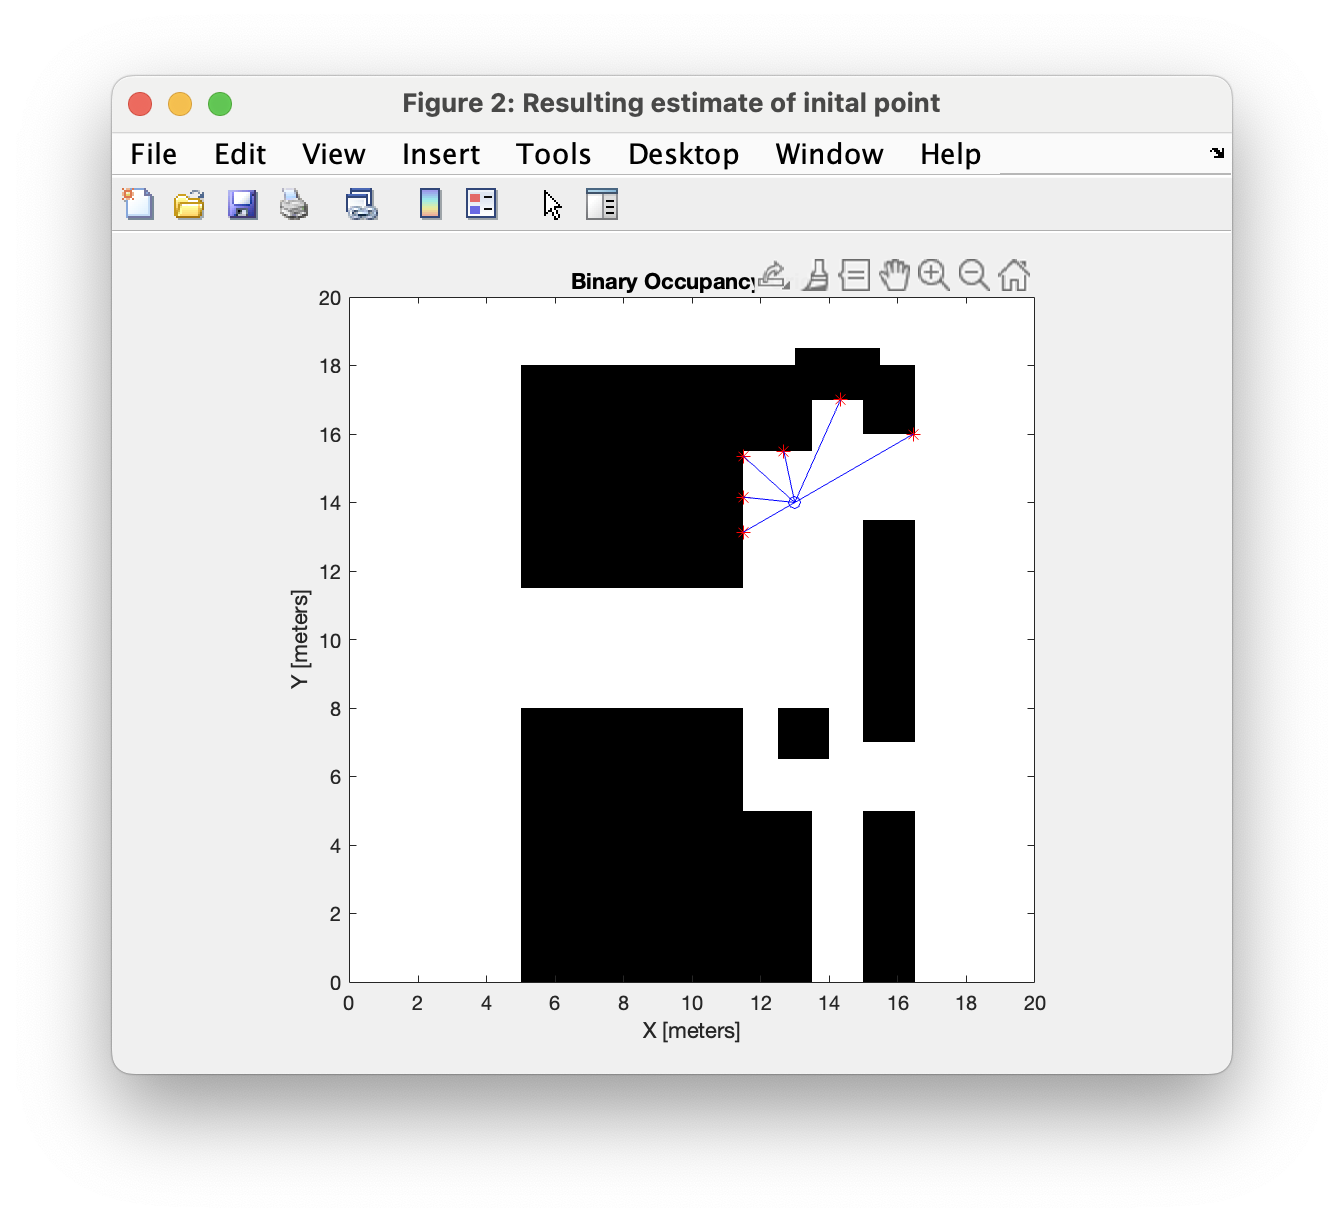 Figure 2: Resulting estimate of inital point
File Edit View Insert Tools Desktop Window Help
Binary Occupancy
20
18
16
14
12
10
8
6
4
2
0
Y [meters]
0 2 4 6 8 10 12 14 16 18 20
X [meters]